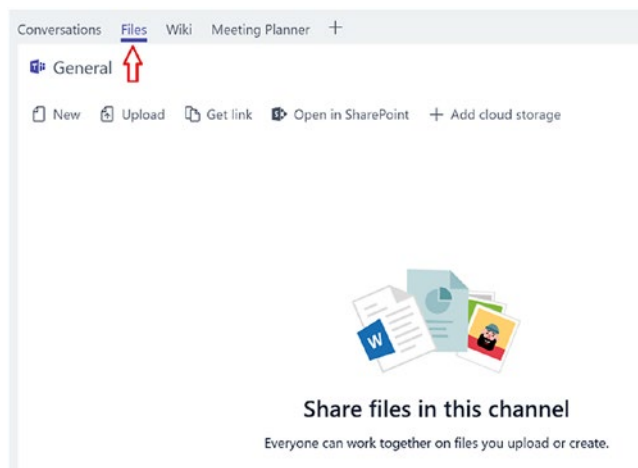 Conversations Files Wiki Meeting Planner +
General
New Upload Get link Open in SharePoint + Add cloud storage
W
Share files in this channel
Everyone can work together on files you upload or create.